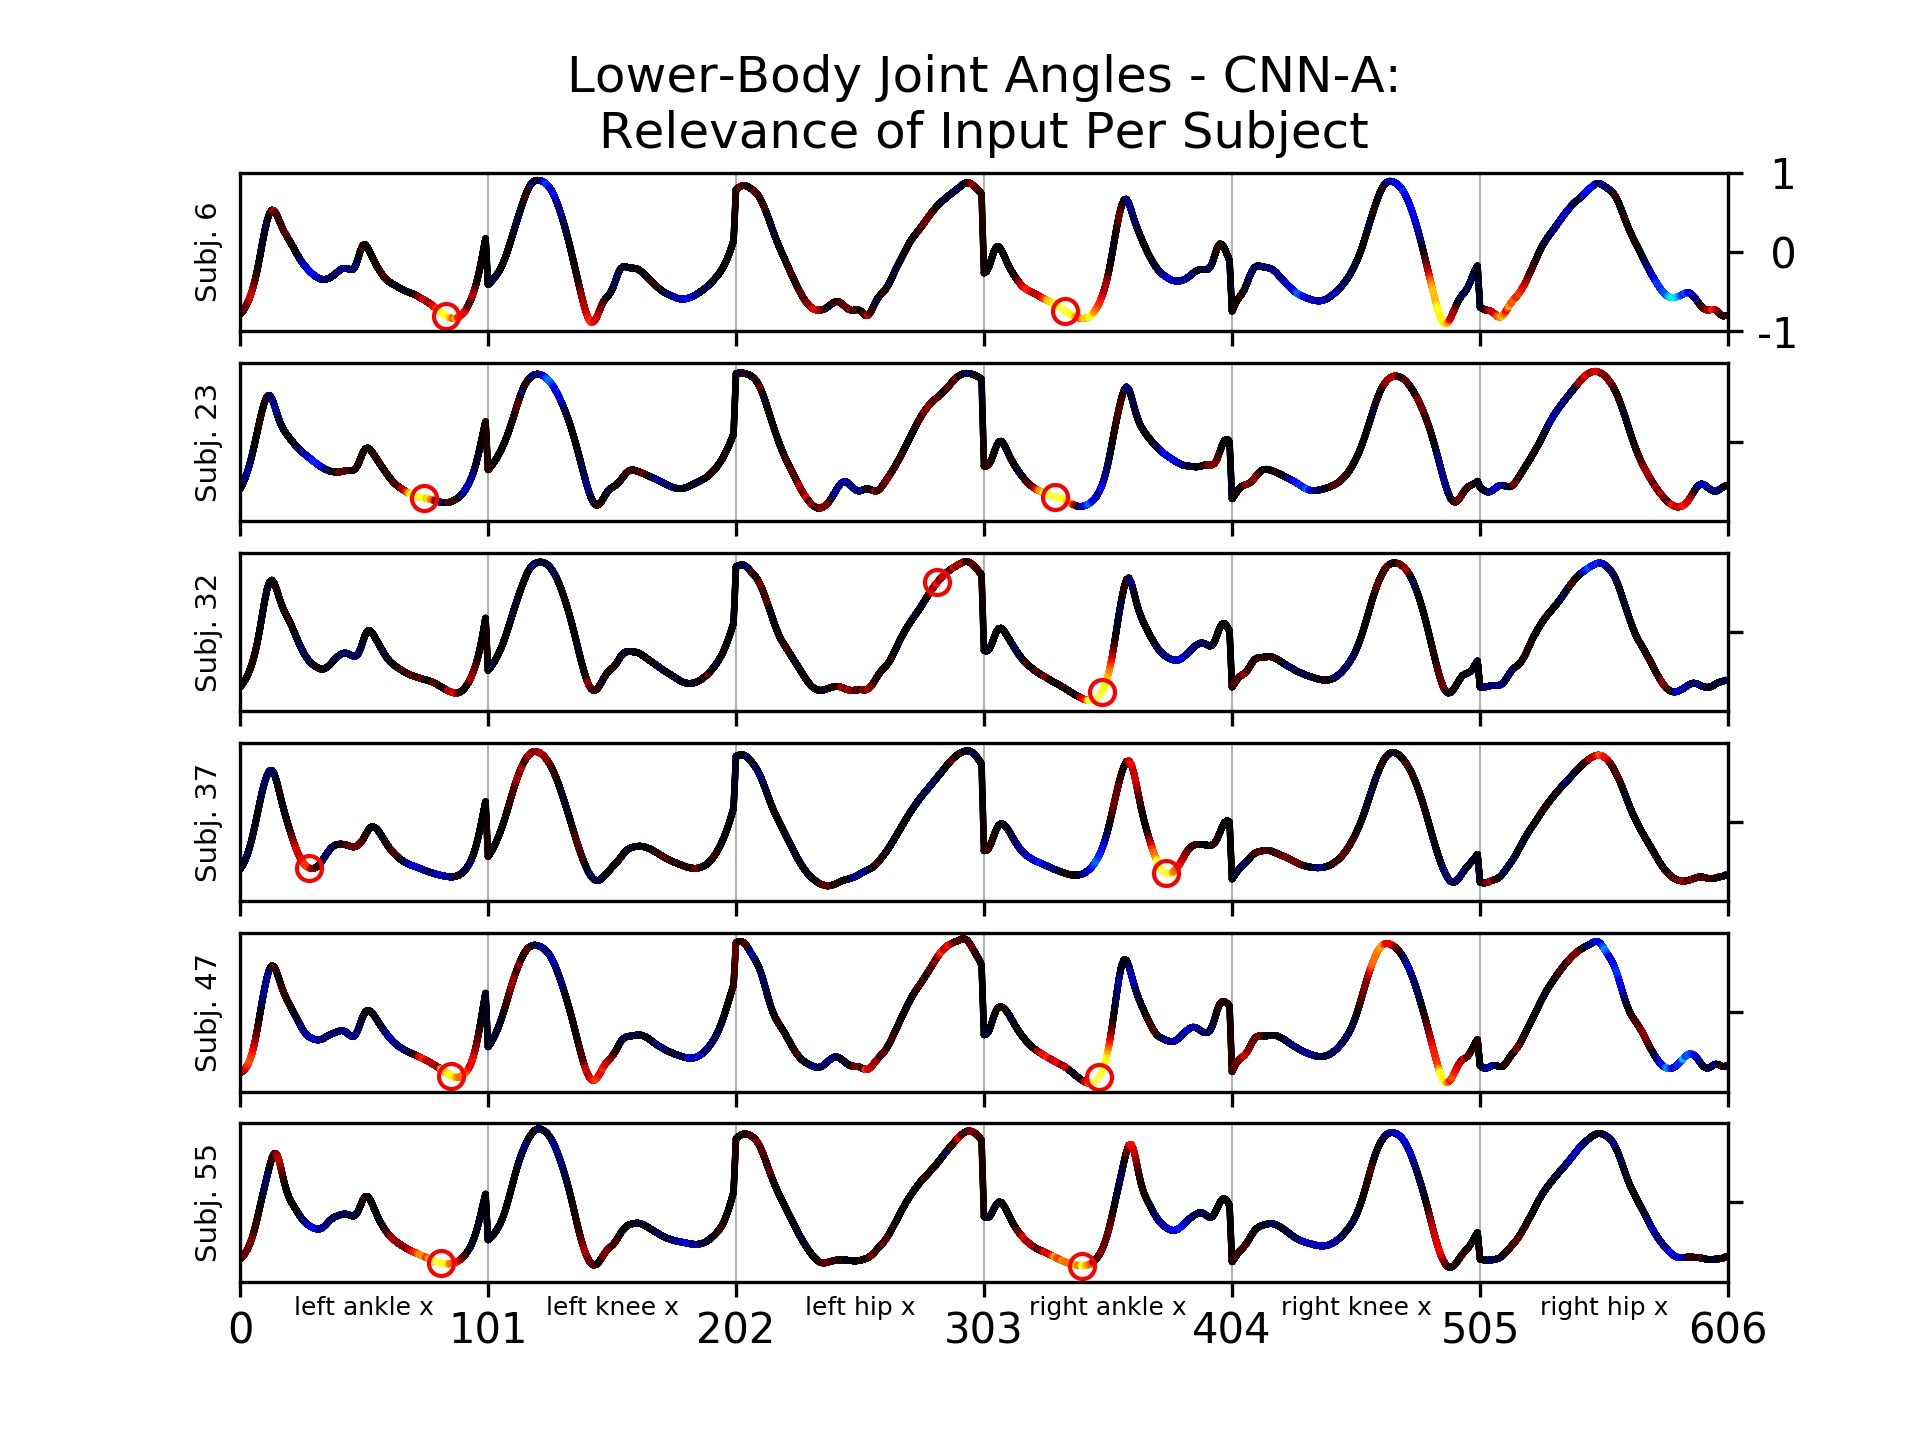 Lower-Body Joint Angles - CNN-A:
Relevance of Input Per Subject
Subj. 6
1
0
-1
Subj. 23
Subj. 32
Subj. 37
Subj. 47
Subj. 55
left ankle x left knee x left hip x right ankle x right knee x right hip x
0 101 202 303 404 505 606